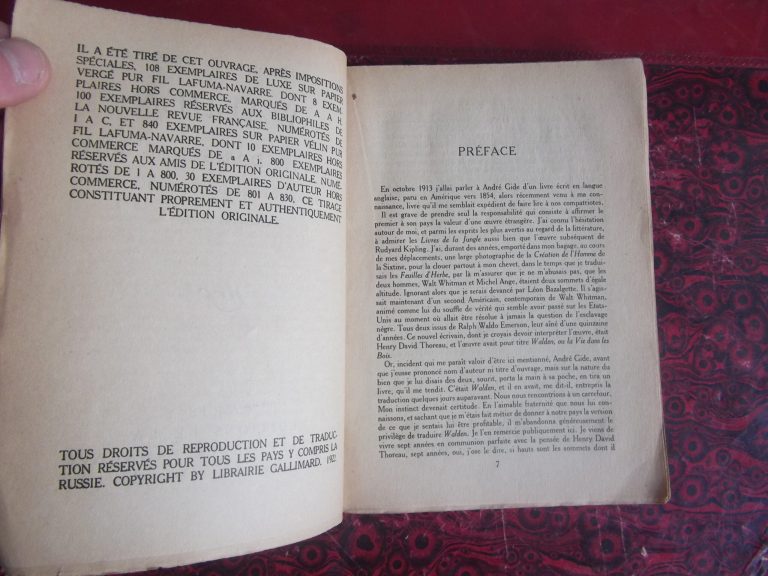 IL A ÉTÉ TIRÉ DE CET OUVRAGE, APRÈS IMPOSITIONS
SPÉCIALES, 108 EXEMPLAIRES DE LUXE SUR PAPIER
VERGÉ PUR FIL LAFUMA-NAVARRE, DONT 8 EXEM-
PLAIRES HORS COMMERCE, MARQUÉS DE A A H,
100 EXEMPLAIRES RÉSERVÉS AUX BIBLIOPHILES DE
LA NOUVELLE REVUE FRANÇAISE, NUMÉROTÉS DE
I A C, ET 840 EXEMPLAIRES SUR PAPIER VÉLIN PUR
FIL LAFUMA-NAVARRE, DONT 10 EXEMPLAIRES HORS
COMMERCE MARQUÉS DE a A j, 800 EXEMPLAIRES
RÉSERVÉS AUX AMIS DE L'ÉDITION ORIGINALE NUMÉ-
ROTÉS DE 1 A 800, 30 EXEMPLAIRES D'AUTEUR HORS
COMMERCE, NUMÉROTÉS DE 801 A 830, CE TIRAGE
CONSTITUANT PROPREMENT ET AUTHENTIQUEMENT
L'ÉDITION ORIGINALE.
TOUS DROITS DE REPRODUCTION ET DE TRADUC-
TION RÉSERVÉS POUR TOUS LES PAYS Y COMPRIS LA
RUSSIE. COPYRIGHT BY LIBRAIRIE GALLIMARD,
PRÉFACE
En octobre 1913 j'allai parler à André Gide d'un livre écrit en langue
anglaise, paru en Amérique vers 1854, alors récemment venu à ma con-
naissance, livre qu'il me semblait expédient de faire lire à nos compatriotes.
Il est grave de prendre seul la responsabilité qui consiste à affirmer le
premier à son pays la valeur d'une œuvre étrangère. J'ai connu l'hésitation
autour de moi, et parmi les esprits les plus avertis au regard de la littérature,
à admirer les Livres de la Jungle aussi bien que l'œuvre subséquent de
Rudyard Kipling. J'ai, durant des années, emporté dans mon bagage, au cours
de mes déplacements, une large photographie de la Création de l'Homme de
la Sixtine, pour la clouer partout à mon chevet, dans le temps que je tradui-
sais les Feuilles d'Herbe, par là m'assurer que je ne m'abusais pas, que les
deux hommes, Walt Whitman et Michel Ange, étaient deux sommets d'égale
altitude. Ignorant alors que je serais devancé par Léon Bazalgette. Il s'agis-
sait maintenant d'un second Américain, contemporain de Walt Whitman,
animé comme lui du souffle de vérité qui semble avoir passé sur les Etats-
Unis au moment où allait être résolue à jamais la question de l'esclavage
nègre. Tous deux issus de Ralph Waldo Emerson, leur aîné d'une quinzaine
d'années. Ce nouvel écrivain, dont je croyais devoir interpréter l'œuvre, était
Henry David Thoreau, et l'œuvre avait pour titre Walden, ou la Vie dans les
Bois.
Or, incident qui me paraît valoir d'être ici mentionné, André Gide, avant
que j'eusse prononcé nom d'auteur ni titre d'ouvrage, mais sur la nature du
bien que je lui disais des deux, sourit, porta la main à sa poche, en tira un
livre, qu'il me tendit. C'était Walden, et il en avait, me dit-il, entrepris la
traduction quelques jours auparavant. Nous nous rencontrions à un carrefour.
Mon instinct devenait certitude. En l'aimable fraternité que nous lui con-
naissons, et sachant que je m'étais fait métier de donner à notre pays la version
de ce que je sentais lui être profitable, il m'abandonna généreusement le
privilège de traduire Walden. Je l'en remercie publiquement ici. Je viens de
vivre sept années en communion parfaite avec la pensée de Henry David
Thoreau, sept années, oui, j'ose le dire, si hauts sont les sommets dont il
7